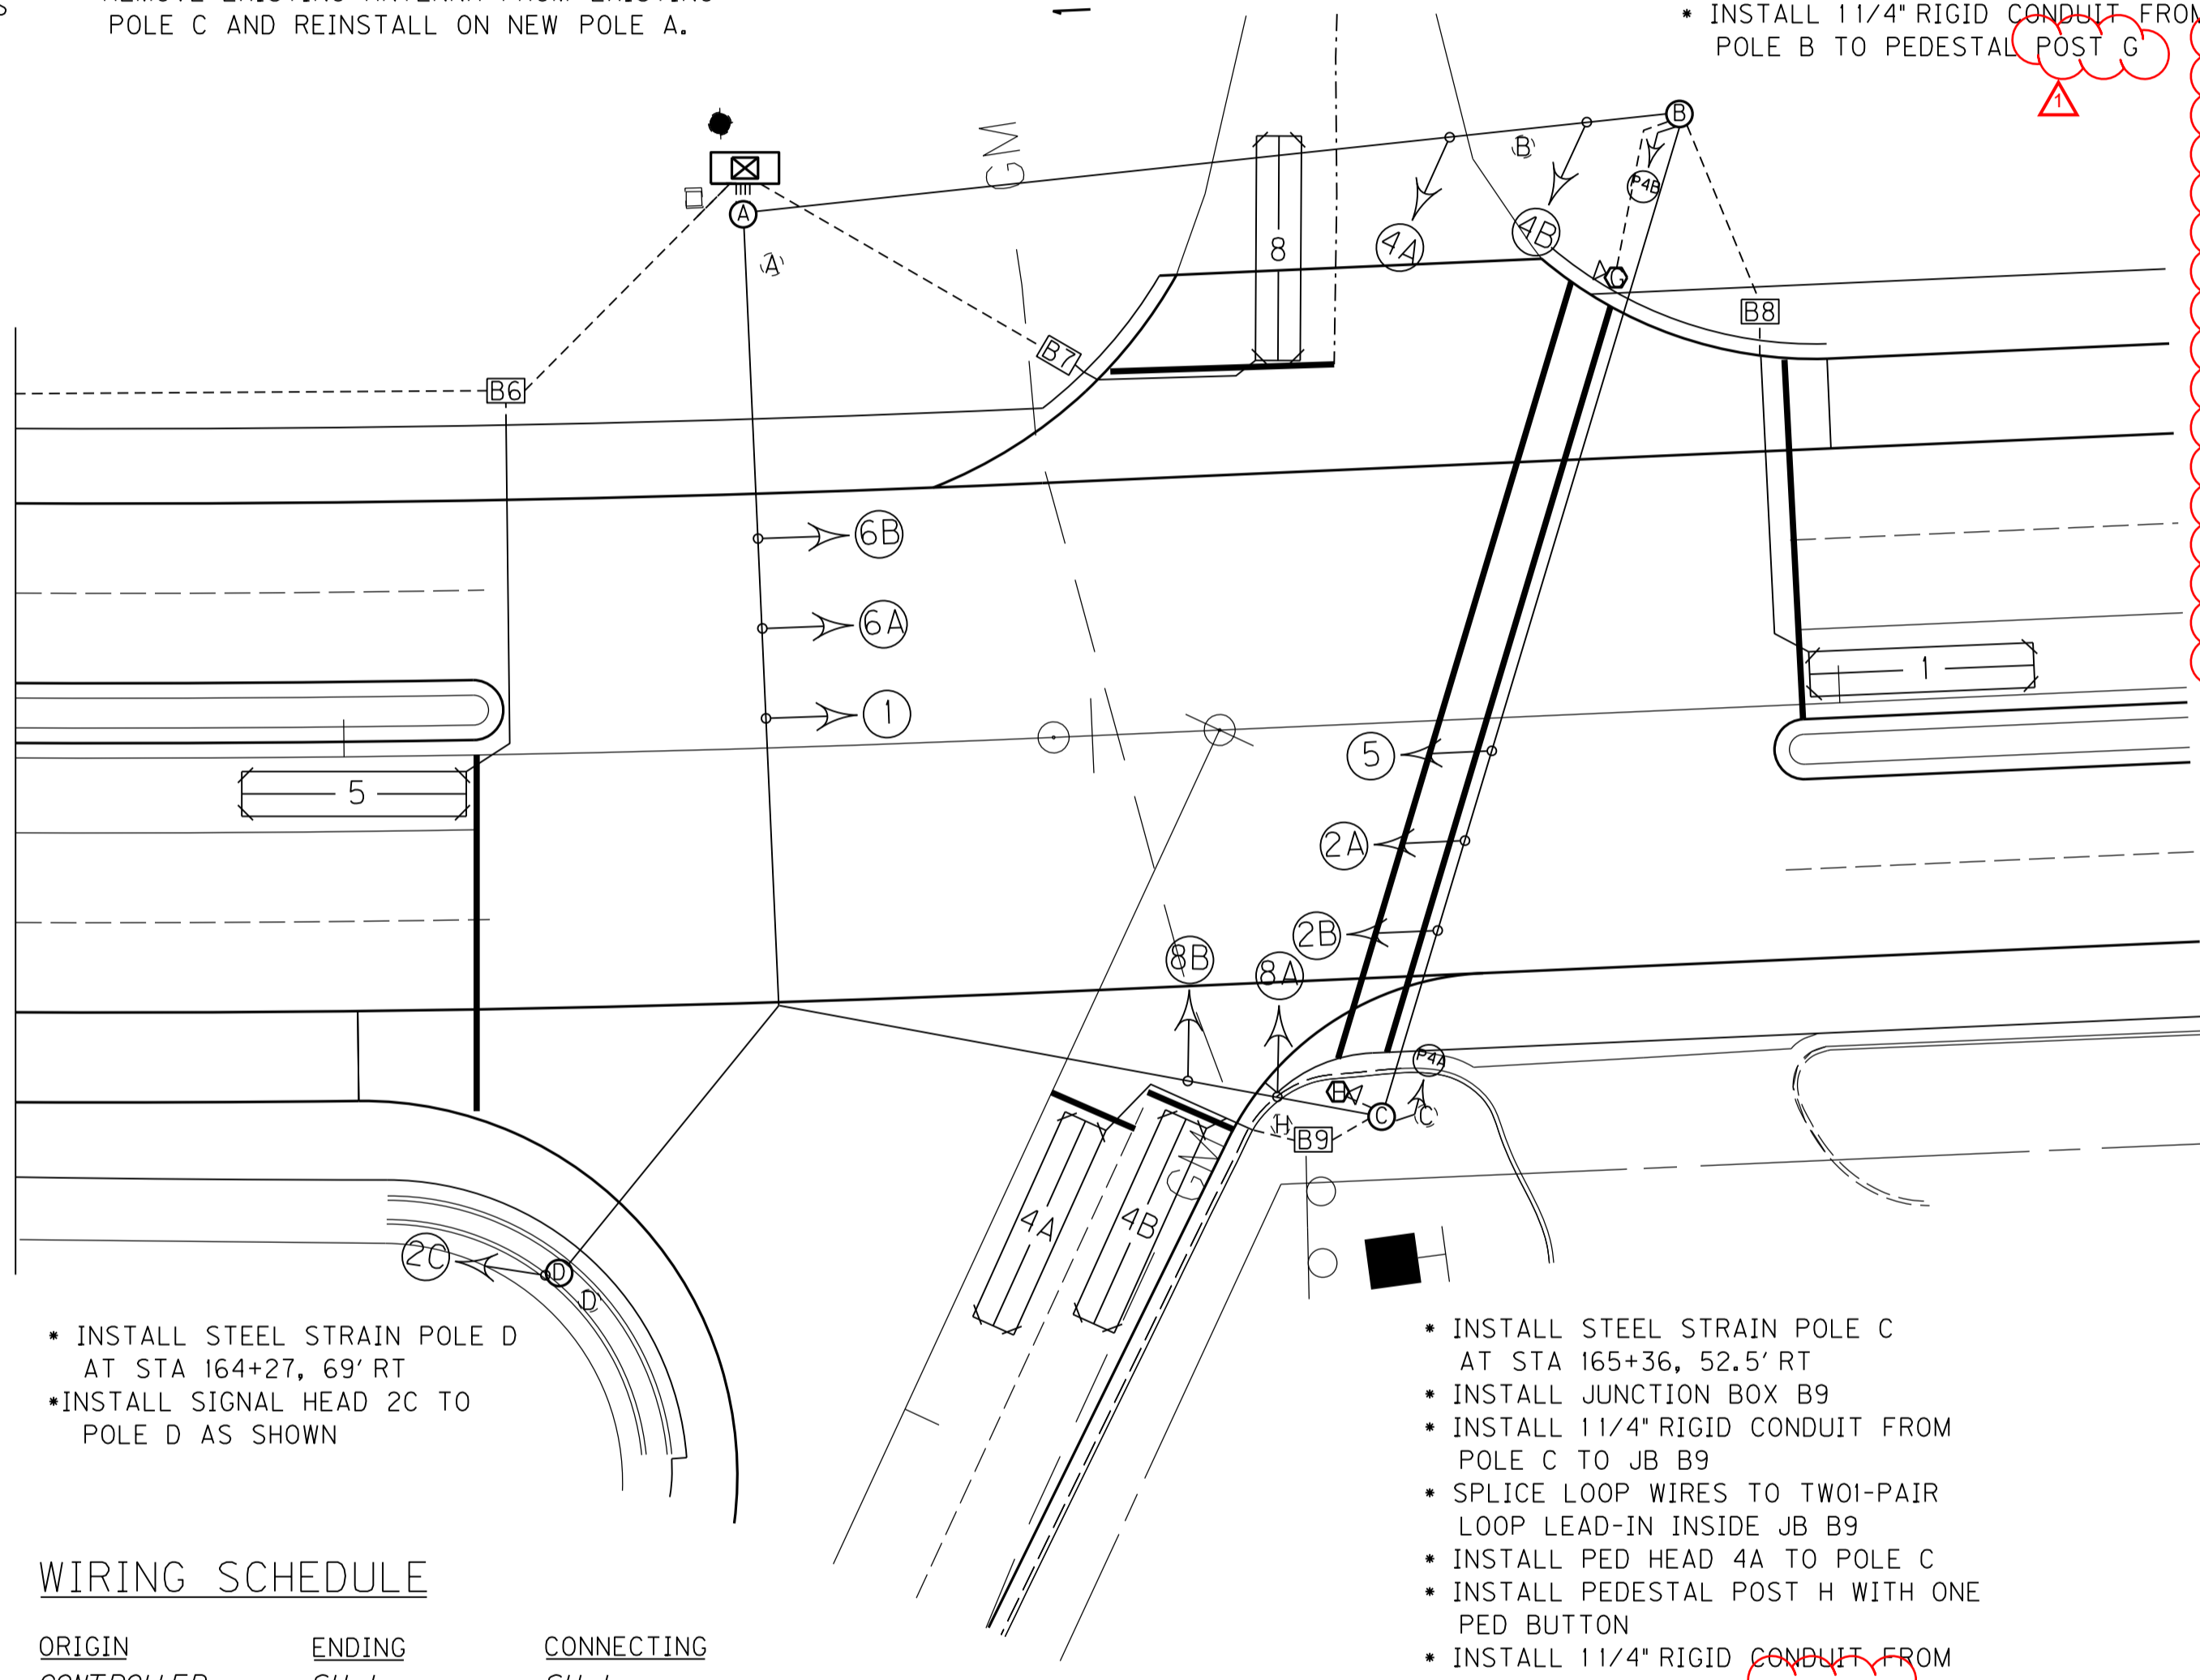 POLE C AND REINSTALL ON NEW POLE A.
* INSTALL 1 1/4" RIGID CONDUIT FROM
POLE B TO PEDESTAL POST G
1
B
B
GM
P4B
A
A
8
4A
4B
G
B8
B7
B6
6B
6A
1
1
5
5
2A
2B
8B
8A
P4A
H
C
C
H
B9
GM
4A
4B
2C
D
D
* INSTALL STEEL STRAIN POLE D
AT STA 164+27, 69' RT
*INSTALL SIGNAL HEAD 2C TO
POLE D AS SHOWN
* INSTALL STEEL STRAIN POLE C
AT STA 165+36, 52.5' RT
* INSTALL JUNCTION BOX B9
* INSTALL 1 1/4" RIGID CONDUIT FROM
POLE C TO JB B9
* SPLICE LOOP WIRES TO TWO1-PAIR
LOOP LEAD-IN INSIDE JB B9
* INSTALL PED HEAD 4A TO POLE C
* INSTALL PEDESTAL POST H WITH ONE
PED BUTTON
* INSTALL 1 1/4" RIGID CONDUIT FROM
WIRING SCHEDULE
ORIGIN ENDING CONNECTING